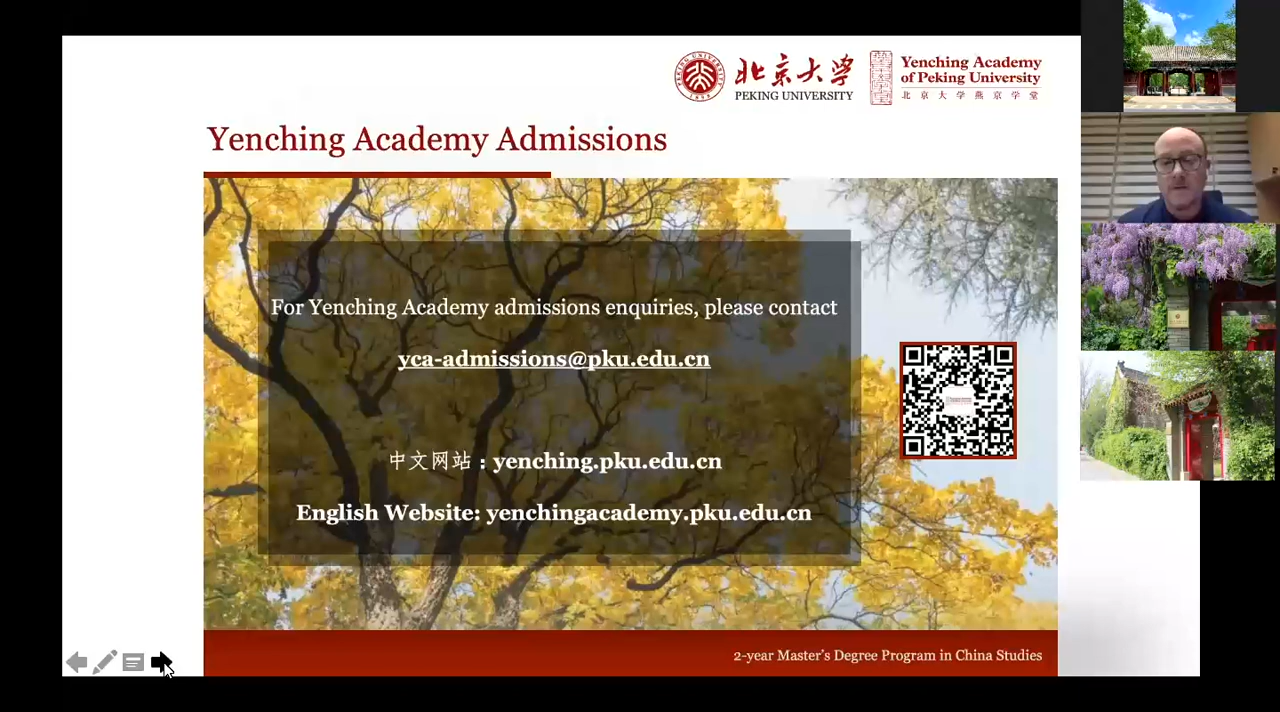 北京大学
PEKING UNIVERSITY
Yenching Academy
of Peking University
北京大学燕京学堂
Yenching Academy Admissions
For Yenching Academy admissions enquiries, please contact
yca-admissions@pku.edu.cn
中文网站：yenching.pku.edu.cn
English Website: yenchingacademy.pku.edu.cn
2-year Master's Degree Program in China Studies